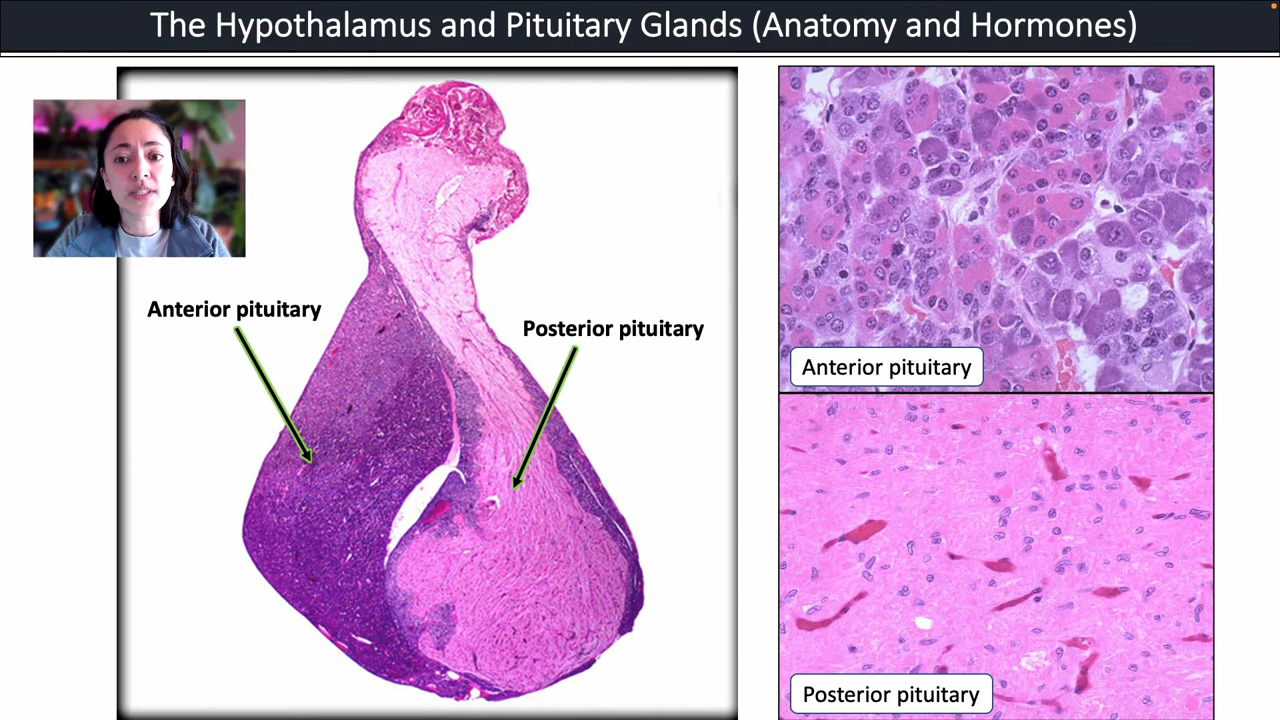 The Hypothalamus and Pituitary Glands (Anatomy and Hormones)
Anterior pituitary
Posterior pituitary
Anterior pituitary
Posterior pituitary